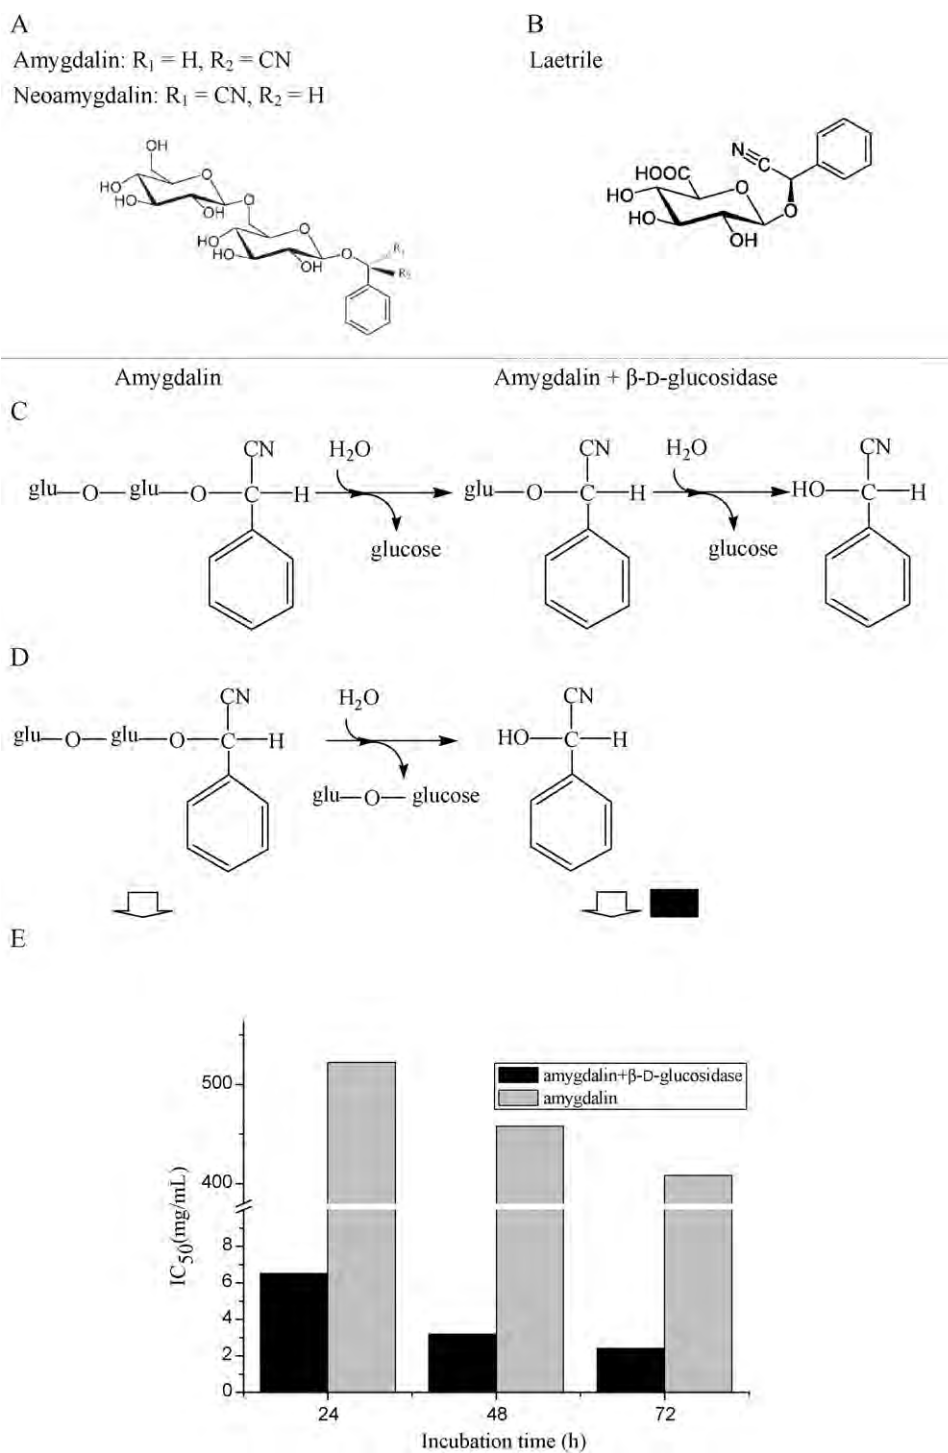 A
Amygdalin: R₁ = H, R₂ = CN
Neoamygdalin: R₁ = CN, R₂ = H
B
Laetrile
OH
HO
HO
OH
O
O
HO
HO
OH
O
O
R₁
R₂
HOOC
HO
HO
OH
O
O
N
C
Amygdalin
Amygdalin + β-D-glucosidase
C
glu—O—glu—O—C—H
CN
H₂O
glucose
glu—O—C—H
CN
H₂O
glucose
HO—C—H
CN
D
glu—O—glu—O—C—H
CN
H₂O
glu—O—glucose
HO—C—H
CN
E
amygdalin+β-D-glucosidase
amygdalin
IC₅₀(mg/mL)
500
400
8
6
4
2
0
24
48
72
Incubation time (h)